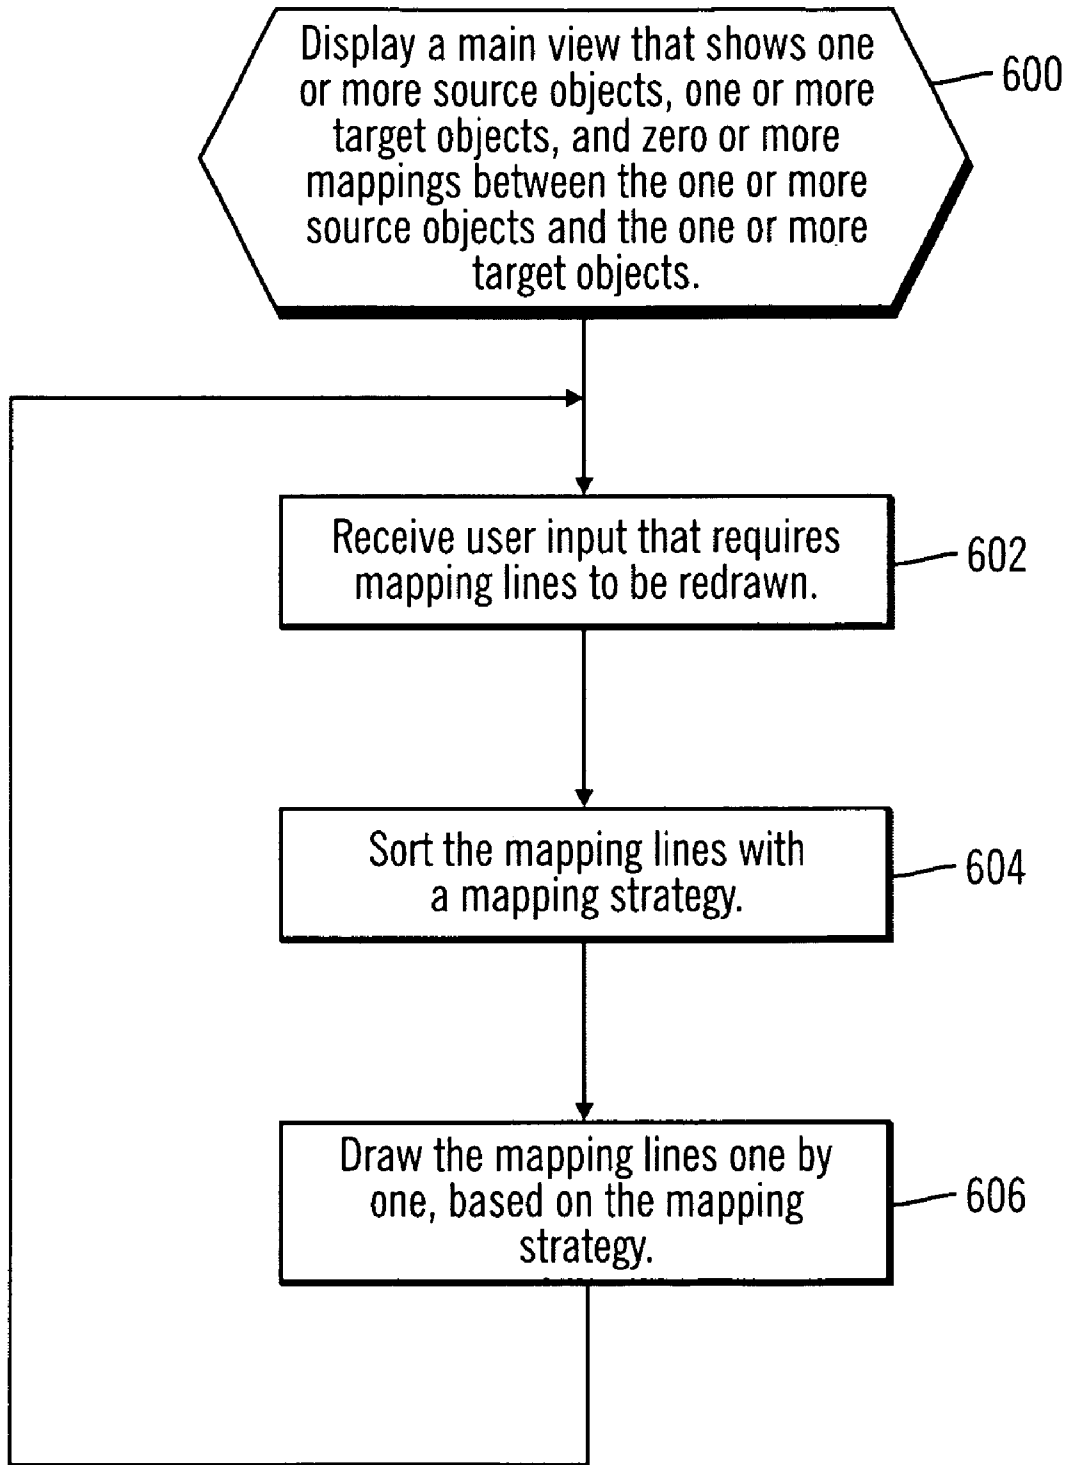 Display a main view that shows one
or more source objects, one or more
target objects, and zero or more
mappings between the one or more
source objects and the one or more
target objects.
600
Receive user input that requires
mapping lines to be redrawn.
602
Sort the mapping lines with
a mapping strategy.
604
Draw the mapping lines one by
one, based on the mapping
strategy.
606